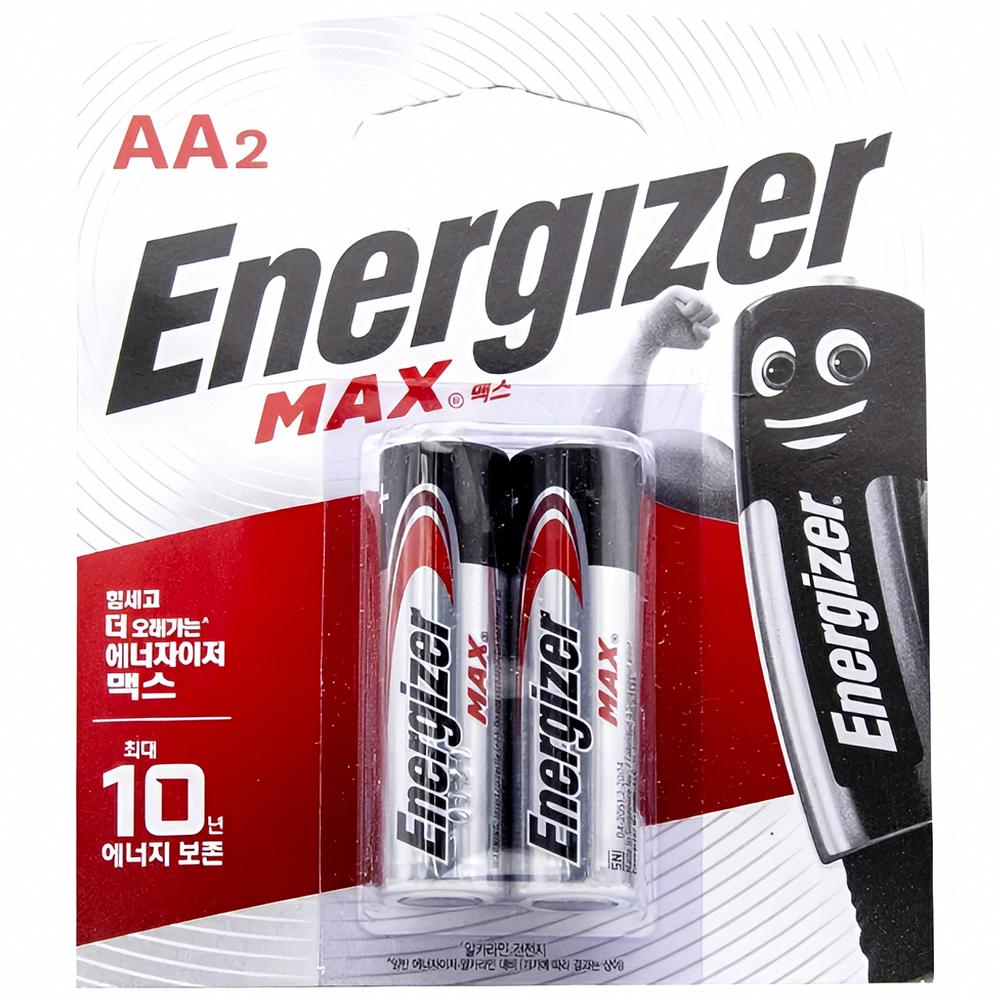 AA2
Energizer
MAX® 맥스
힘세고
더 오래가는^
에너자이저
맥스
최대
10년
에너지 보존
Energizer MAX®
Energizer MAX®
Energizer®
SNI
알카라인 건전지